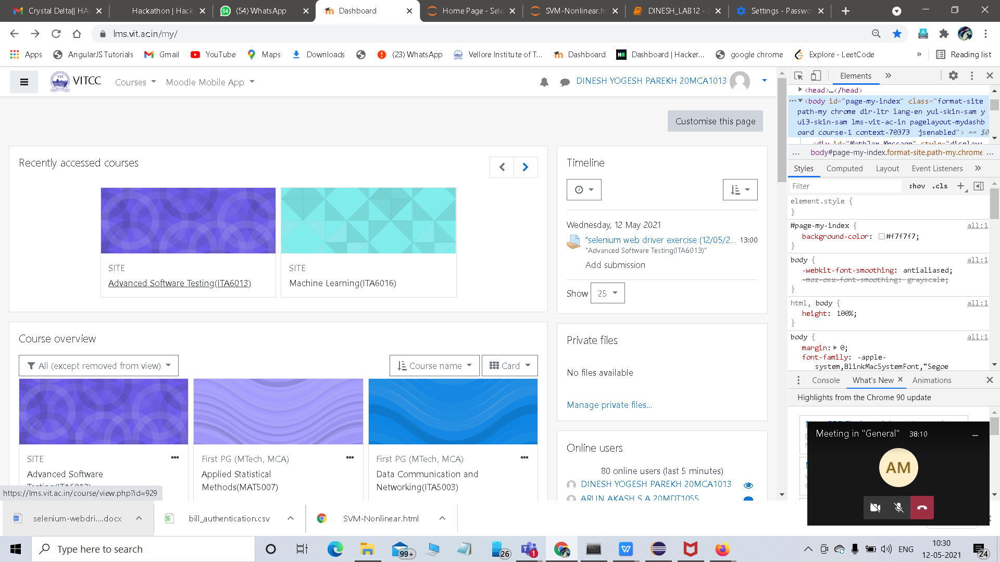 Crystal Delta|| HAC
Hackathon | Hack
(54) WhatsApp
Dashboard
Home Page - Sele
SVM-Nonlinear.ht
DINESH_LAB12 - J
Settings - Passwo
lms.vit.ac.in/my/
Apps
AngularJS Tutorials
Gmail
YouTube
Maps
Downloads
(23) WhatsApp
Vellore Institute of T...
Dashboard
Dashboard | Hacker...
google chrome
Explore - LeetCode
»
Reading list
VITCC
Courses
Moodle Mobile App
DINESH YOGESH PAREKH 20MCA1013
Customise this page
Recently accessed courses
SITE
Advanced Software Testing(ITA6013)
SITE
Machine Learning(ITA6016)
Course overview
All (except removed from view)
Course name
Card
SITE
Advanced Software
Testing(ITA6013)
First PG (MTech, MCA)
Applied Statistical
Methods(MAT5007)
First PG (MTech, MCA)
Data Communication and
Networking(ITA5003)
https://lms.vit.ac.in/course/view.php?id=929
Timeline
Wednesday, 12 May 2021
"selenium web driver exercise (12/05/2... 13:00
"Advanced Software Testing(ITA6013)"
Add submission
Show 25
Private files
No files available
Manage private files...
Online users
80 online users (last 5 minutes)
DINESH YOGESH PAREKH 20MCA1013
ARUN AKASH S A 20MDT1055
Elements »
<head>…</head>
<body id="page-my-index" class="format-site
path-my chrome dir-ltr lang-en yui-skin-sam y
ui3-skin-sam lms-vit-ac-in pagelayout-mydashb
oard course-1 context-70373  jsenabled"> == $0
<div id="MathJax_Message" style="display:
... body#page-my-index.format-site.path-my.chrome ...
Styles Computed Layout Event Listeners »
Filter :hov .cls +
element.style {
}
#page-my-index { all:1
background-color: #f7f7f7;
}
body { all:1
-webkit-font-smoothing: antialiased;
-moz-osx-font-smoothing: grayscale;
}
html, body { all:1
height: 100%;
}
body { all:1
margin: 0;
font-family: -apple-
system,BlinkMacSystemFont,"Segoe
Console What's New Animations
Highlights from the Chrome 90 update
Meeting in "General" 38:10
AM
selenium-webdri....docx
bill_authentication.csv
SVM-Nonlinear.html
Type here to search
99+
26
1
ENG
10:30
12-05-2021
24